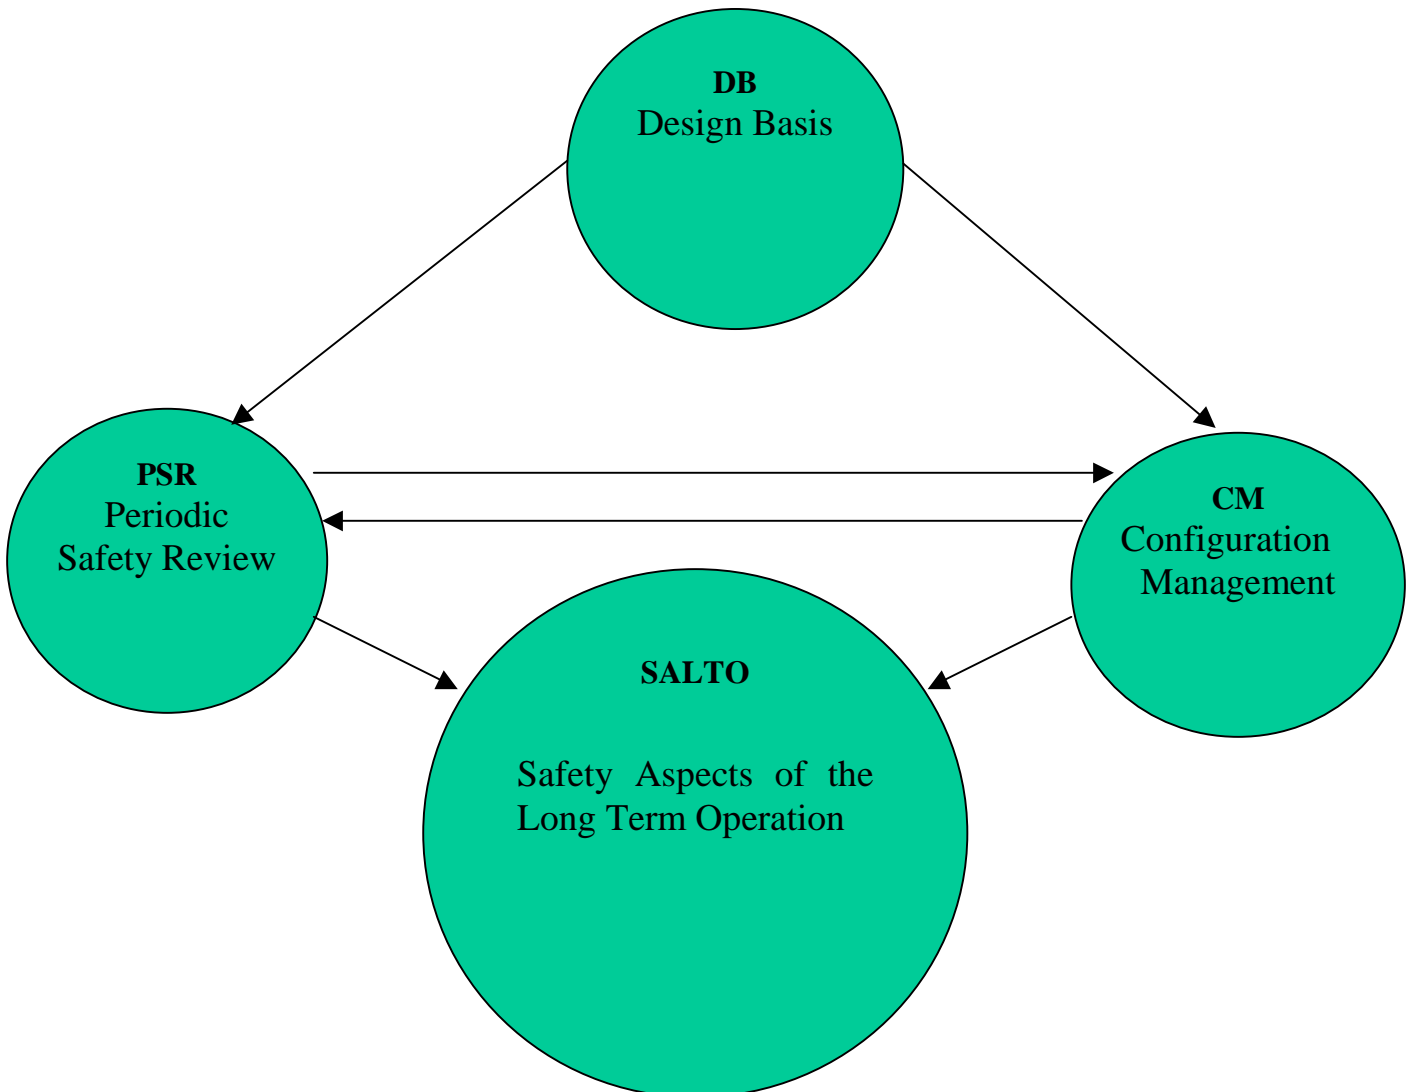 DB
Design Basis
PSR
Periodic
Safety Review
CM
Configuration
Management
SALTO
Safety Aspects of the
Long Term Operation